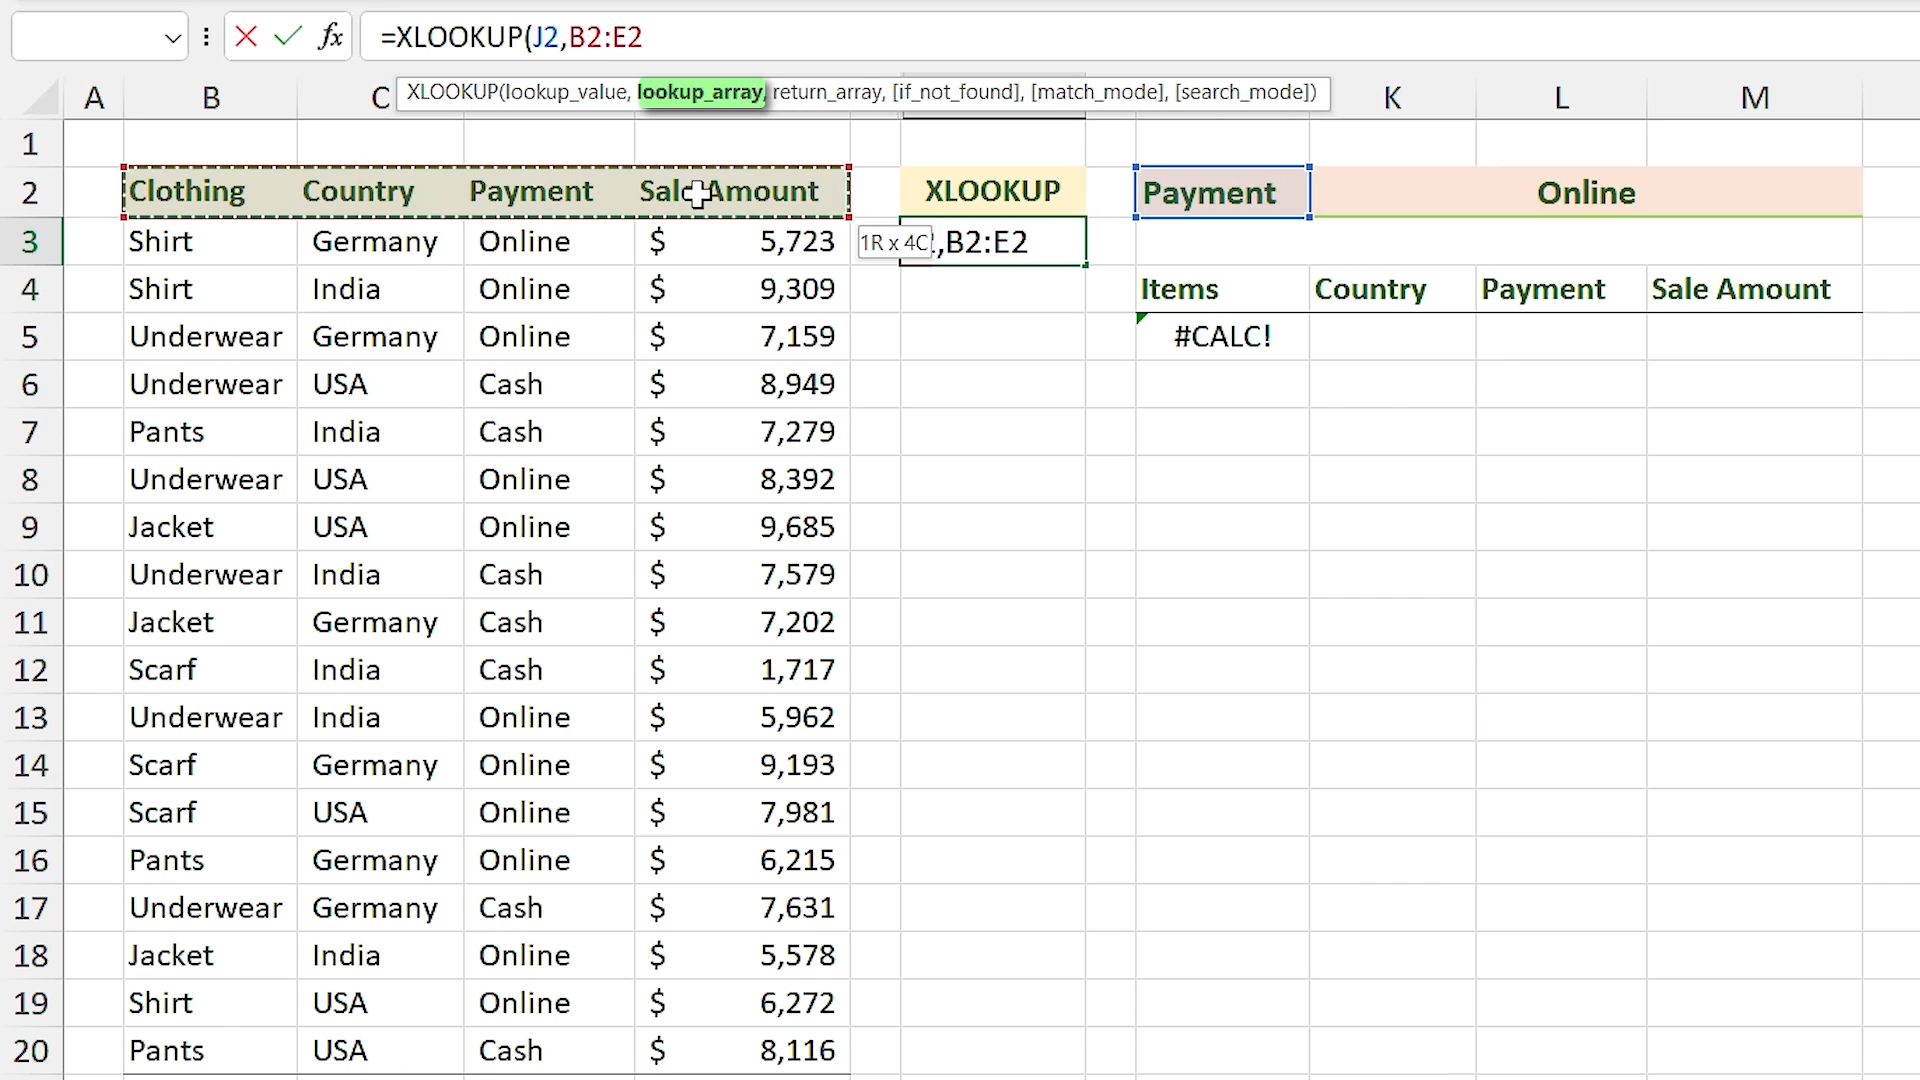 =XLOOKUP(J2,B2:E2
XLOOKUP(lookup_value, lookup_array, return_array, [if_not_found], [match_mode], [search_mode])
A B C K L M
1
2 Clothing Country Payment Sale Amount XLOOKUP Payment Online
3 Shirt Germany Online $ 5,723 1R x 4C ,B2:E2
4 Shirt India Online $ 9,309 Items Country Payment Sale Amount
5 Underwear Germany Online $ 7,159 #CALC!
6 Underwear USA Cash $ 8,949
7 Pants India Cash $ 7,279
8 Underwear USA Online $ 8,392
9 Jacket USA Online $ 9,685
10 Underwear India Cash $ 7,579
11 Jacket Germany Cash $ 7,202
12 Scarf India Cash $ 1,717
13 Underwear India Online $ 5,962
14 Scarf Germany Online $ 9,193
15 Scarf USA Online $ 7,981
16 Pants Germany Online $ 6,215
17 Underwear Germany Cash $ 7,631
18 Jacket India Online $ 5,578
19 Shirt USA Online $ 6,272
20 Pants USA Cash $ 8,116